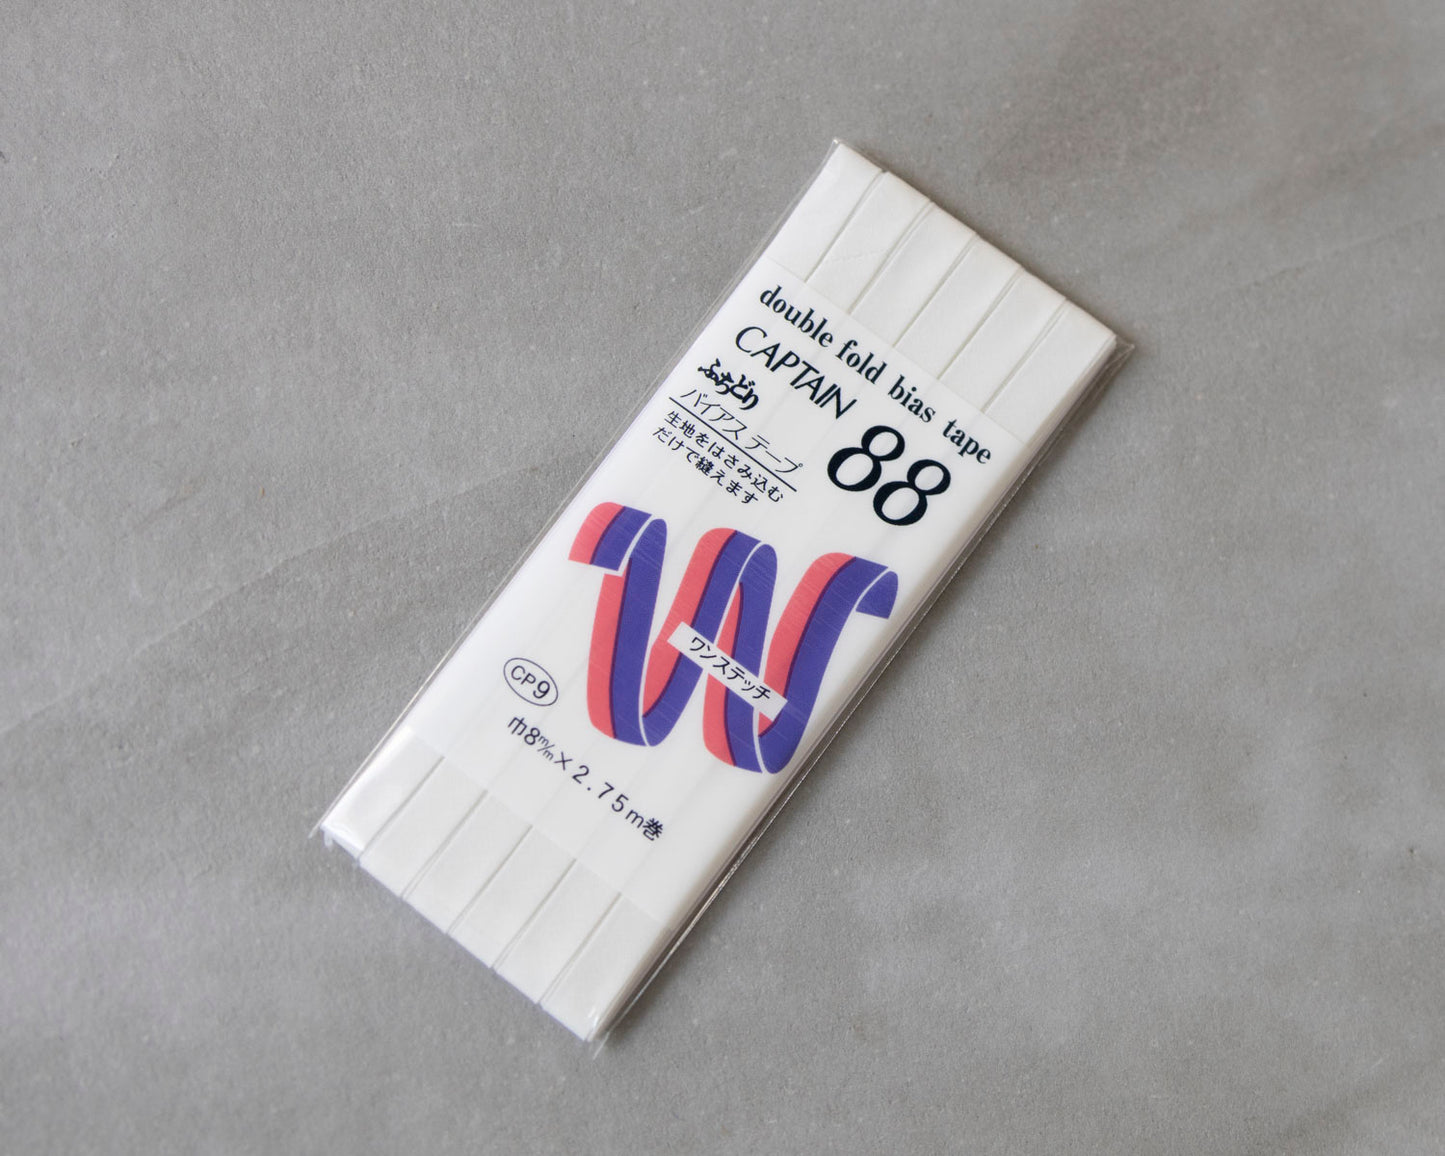 double fold bias tape
CAPTAIN 88
ふちどり
バイアステープ
生地をはさみ込む
だけで縫えます
ワンステッチ
CP9
巾8m/m×2.75m巻